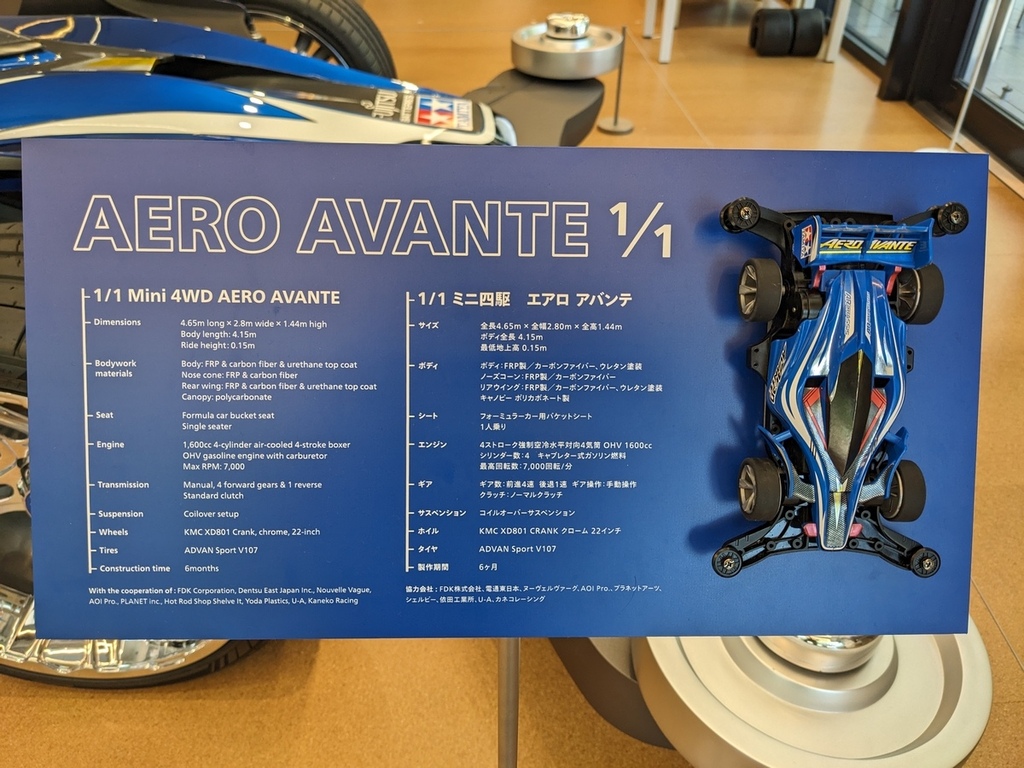 FUJITSU
TAMIYA
AERO AVANTE 1/1
AERO AVANTE
1/1 Mini 4WD AERO AVANTE
Dimensions 4.65m long × 2.8m wide × 1.44m high
Body length: 4.15m
Ride height: 0.15m
Bodywork materials Body: FRP & carbon fiber & urethane top coat
Nose cone: FRP & carbon fiber
Rear wing: FRP & carbon fiber & urethane top coat
Canopy: polycarbonate
Seat Formula car bucket seat
Single seater
Engine 1,600cc 4-cylinder air-cooled 4-stroke boxer
OHV gasoline engine with carburetor
Max RPM: 7,000
Transmission Manual, 4 forward gears & 1 reverse
Standard clutch
Suspension Coilover setup
Wheels KMC XD801 Crank, chrome, 22-inch
Tires ADVAN Sport V107
Construction time 6months
With the cooperation of : FDK Corporation, Dentsu East Japan Inc., Nouvelle Vague,
AOI Pro., PLANET inc., Hot Rod Shop Shelve It, Yoda Plastics, U-A, Kaneko Racing
1/1 ミニ四駆 エアロ アバンテ
サイズ 全長4.65m × 全幅2.80m × 全高1.44m
ボディ全長 4.15m
最低地上高 0.15m
ボディ ボディ：FRP製／カーボンファイバー、ウレタン塗装
ノーズコーン：FRP製／カーボンファイバー
リアウイング：FRP製／カーボンファイバー、ウレタン塗装
キャノピー ポリカボネート製
シート フォーミュラーカー用バケットシート
1人乗り
エンジン 4ストローク強制空冷水平対向4気筒 OHV 1600cc
シリンダー数：4 キャブレター式ガソリン燃料
最高回転数：7,000回転/分
ギア ギア数：前進4速 後退1速 ギア操作：手動操作
クラッチ：ノーマルクラッチ
サスペンション コイルオーバーサスペンション
ホイル KMC XD801 CRANK クローム 22インチ
タイヤ ADVAN Sport V107
製作期間 6ヶ月
協力会社：FDK株式会社、電通東日本、ヌーヴェルヴァーグ、AOI Pro.、プラネットアーツ、
シェルビー、依田工業所、U-A、カネコレーシング